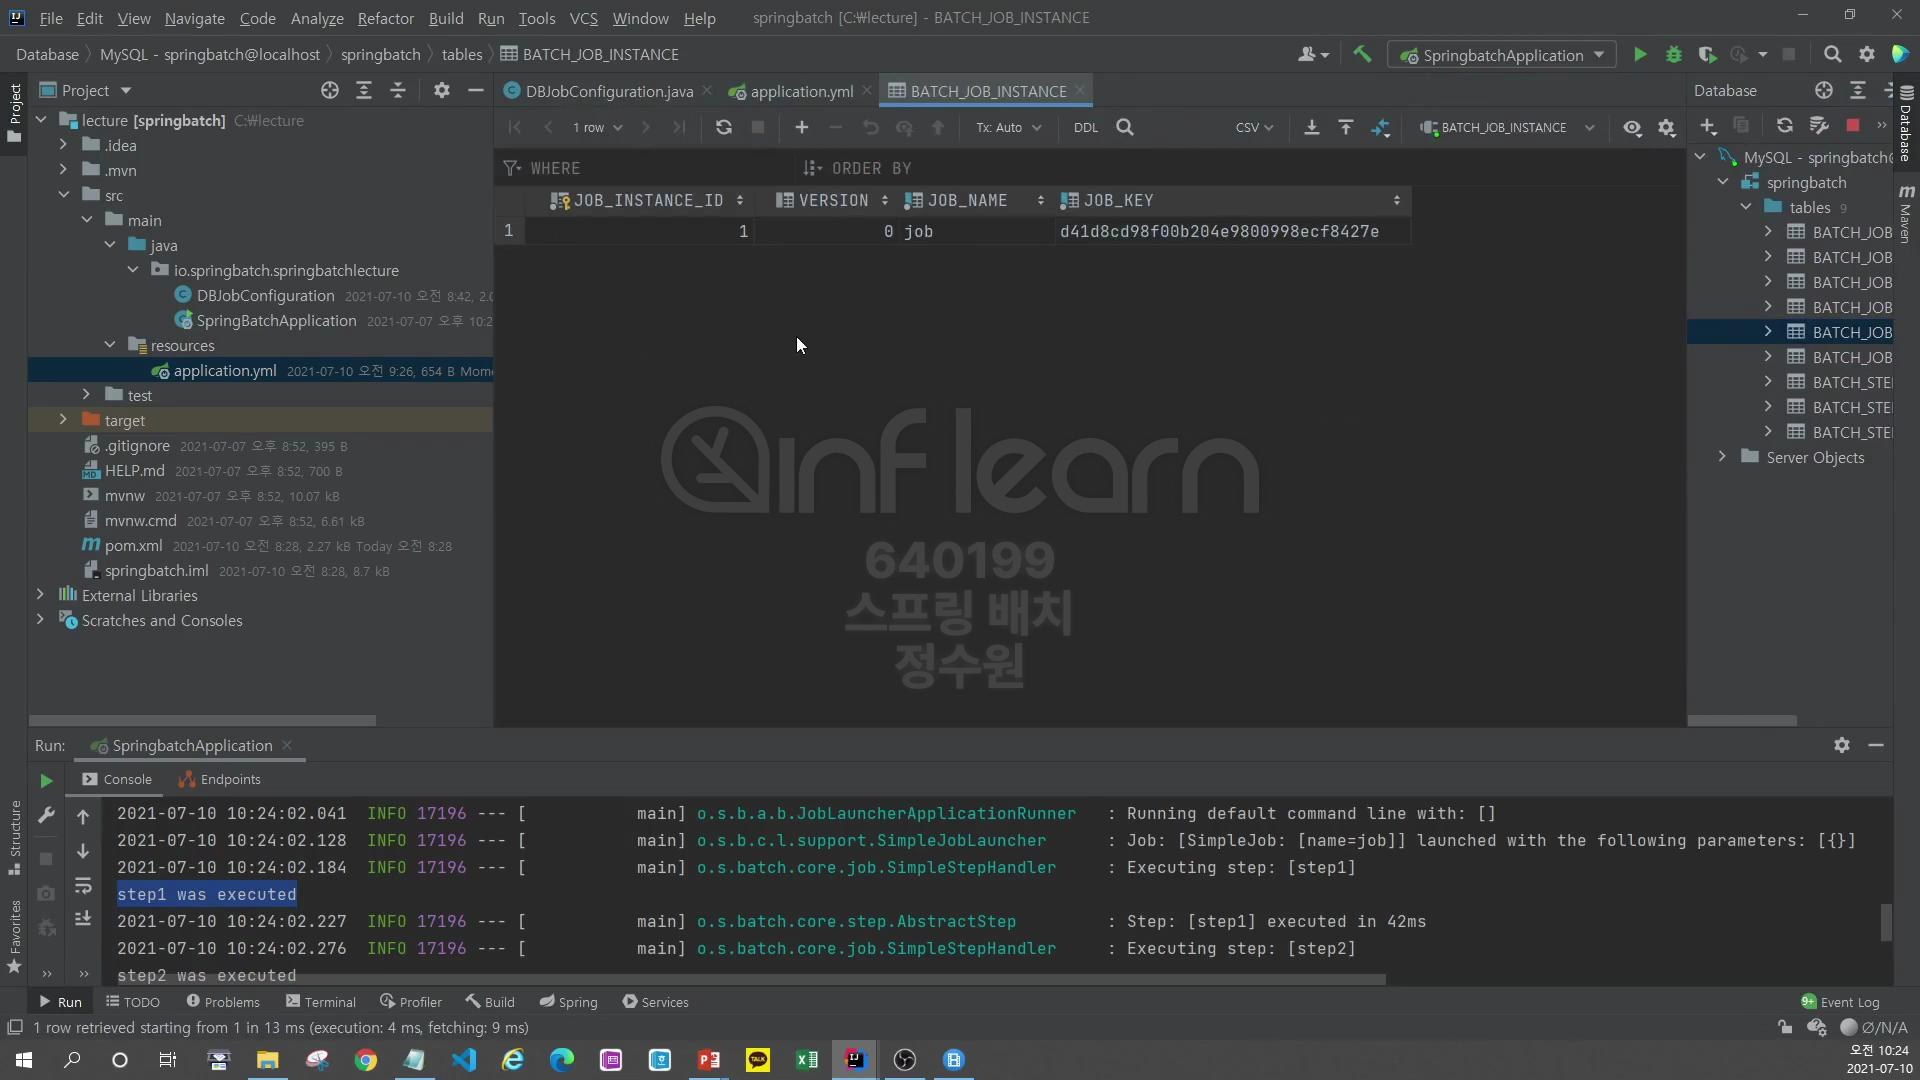 File Edit View Navigate Code Analyze Refactor Build Run Tools VCS Window Help springbatch [C:₩lecture] - BATCH_JOB_INSTANCE
Database MySQL - springbatch@localhost springbatch tables BATCH_JOB_INSTANCE SpringbatchApplication
Project
Project
DBJobConfiguration.java application.yml BATCH_JOB_INSTANCE
Database
Database
Maven
lecture [springbatch] C:₩lecture
.idea
.mvn
src
main
java
io.springbatch.springbatchlecture
DBJobConfiguration 2021-07-10 오전 8:42, 2.0
SpringBatchApplication 2021-07-07 오후 10:2
resources
application.yml 2021-07-10 오전 9:26, 654 B Mome
test
target
.gitignore 2021-07-07 오후 8:52, 395 B
HELP.md 2021-07-07 오후 8:52, 700 B
mvnw 2021-07-07 오후 8:52, 10.07 kB
mvnw.cmd 2021-07-07 오후 8:52, 6.61 kB
pom.xml 2021-07-10 오전 8:28, 2.27 kB Today 오전 8:28
springbatch.iml 2021-07-10 오전 8:28, 8.7 kB
External Libraries
Scratches and Consoles
1 row Tx: Auto DDL CSV BATCH_JOB_INSTANCE
WHERE ORDER BY
JOB_INSTANCE_ID VERSION JOB_NAME JOB_KEY
1 1 0 job d41d8cd98f00b204e9800998ecf8427e
inflearn
640199
스프링 배치
정수원
MySQL - springbatch@
springbatch
tables 9
BATCH_JOB
BATCH_JOB
BATCH_JOB
BATCH_JOB
BATCH_JOB
BATCH_JOB
BATCH_STE
BATCH_STE
BATCH_STE
Server Objects
Run: SpringbatchApplication
Console Endpoints
Structure
Favorites
2021-07-10 10:24:02.041 INFO 17196 --- [ main] o.s.b.a.b.JobLauncherApplicationRunner : Running default command line with: []
2021-07-10 10:24:02.128 INFO 17196 --- [ main] o.s.b.c.l.support.SimpleJobLauncher : Job: [SimpleJob: [name=job]] launched with the following parameters: [{}]
2021-07-10 10:24:02.184 INFO 17196 --- [ main] o.s.batch.core.job.SimpleStepHandler : Executing step: [step1]
step1 was executed
2021-07-10 10:24:02.227 INFO 17196 --- [ main] o.s.batch.core.step.AbstractStep : Step: [step1] executed in 42ms
2021-07-10 10:24:02.276 INFO 17196 --- [ main] o.s.batch.core.job.SimpleStepHandler : Executing step: [step2]
step2 was executed
Run TODO Problems Terminal Profiler Build Spring Services 9+ Event Log
1 row retrieved starting from 1 in 13 ms (execution: 4 ms, fetching: 9 ms) ∅/N/A
오전 10:24
2021-07-10